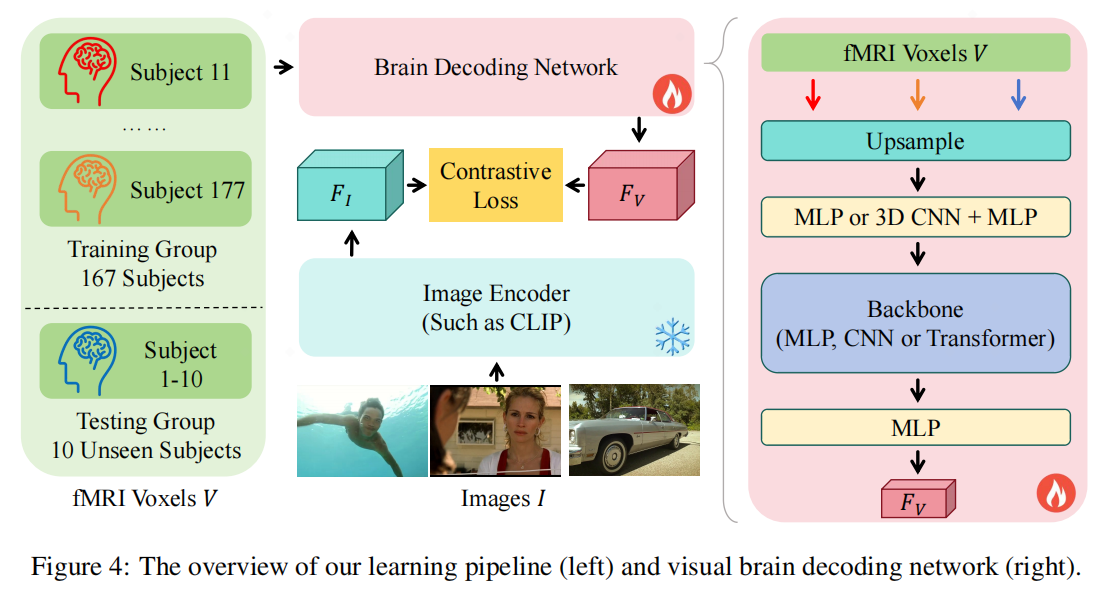 Subject 11
... ...
Subject 177
Training Group
167 Subjects
Subject
1-10
Testing Group
10 Unseen Subjects
fMRI Voxels V
Brain Decoding Network
F_I
Contrastive
Loss
F_V
Image Encoder
(Such as CLIP)
Images I
fMRI Voxels V
Upsample
MLP or 3D CNN + MLP
Backbone
(MLP, CNN or Transformer)
MLP
F_V
Figure 4: The overview of our learning pipeline (left) and visual brain decoding network (right).